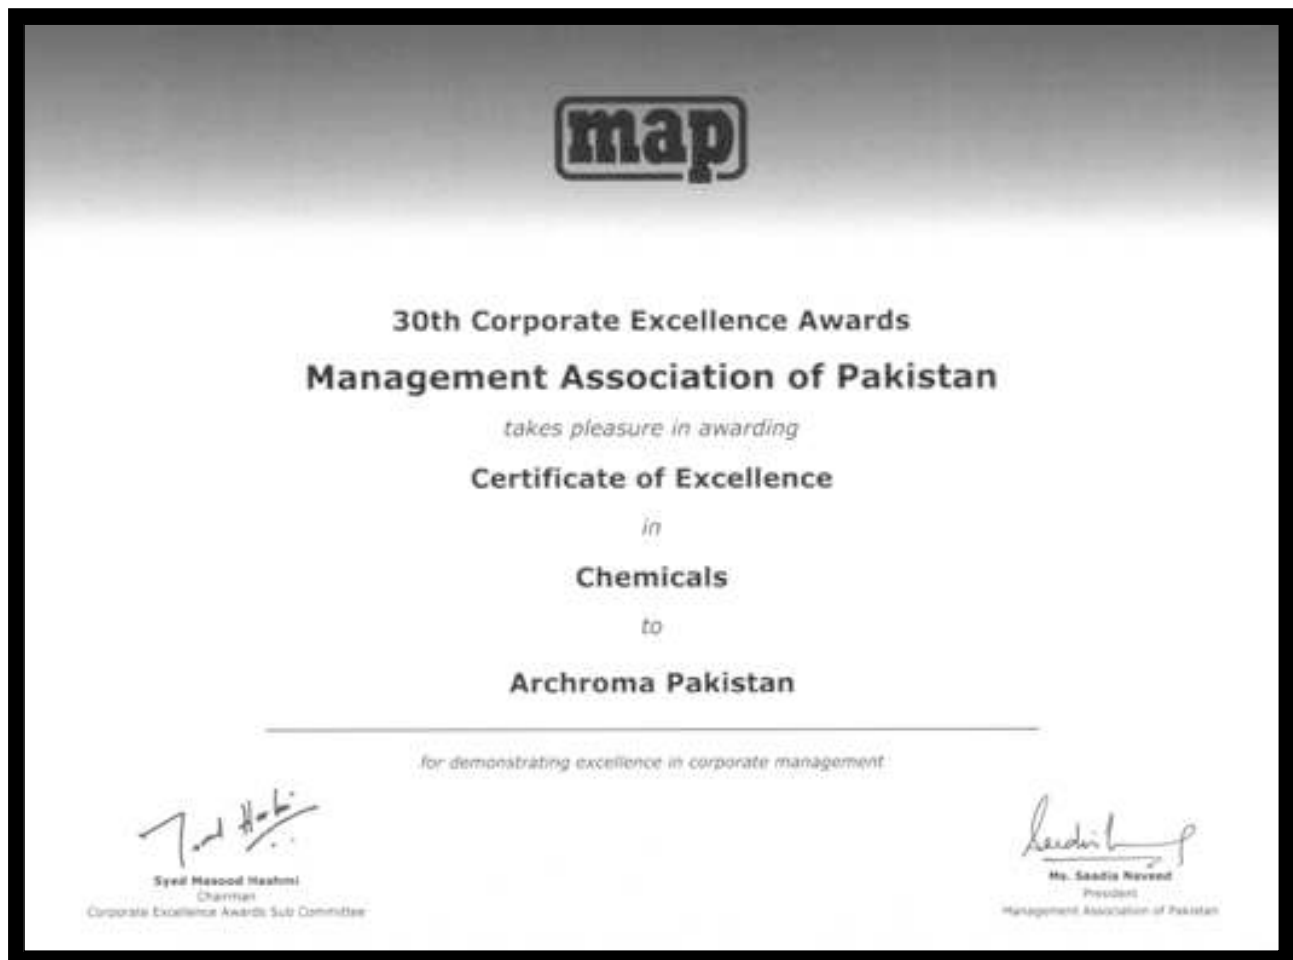 map
30th Corporate Excellence Awards
Management Association of Pakistan
takes pleasure in awarding
Certificate of Excellence
in
Chemicals
to
Archroma Pakistan
for demonstrating excellence in corporate management
Syed Masood Hashmi
Chairman
Corporate Excellence Awards Sub Committee
Ms. Saadia Naveed
President
Management Association of Pakistan